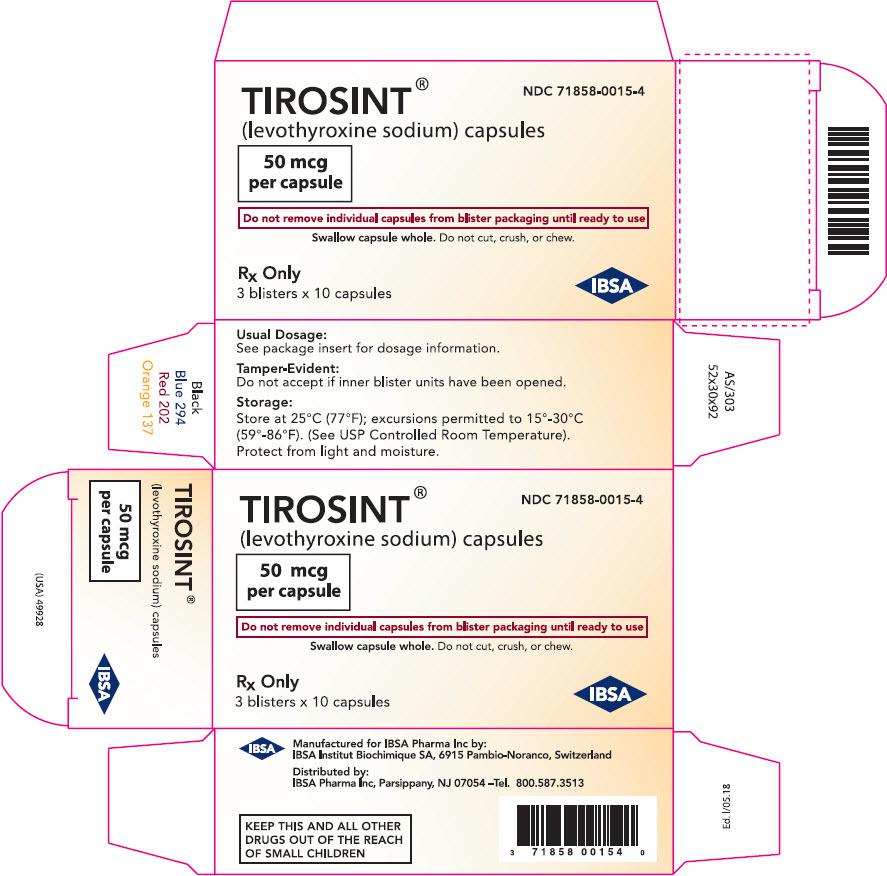 TIROSINT®
NDC 71858-0015-4
(levothyroxine sodium) capsules
50 mcg
per capsule
Do not remove individual capsules from blister packaging until ready to use
Swallow capsule whole. Do not cut, crush, or chew.
Rx Only
3 blisters x 10 capsules
IBSA
Black
Blue 294
Red 202
Orange 137
Usual Dosage:
See package insert for dosage information.
Tamper-Evident:
Do not accept if inner blister units have been opened.
Storage:
Store at 25°C (77°F); excursions permitted to 15°-30°C
(59°-86°F). (See USP Controlled Room Temperature).
Protect from light and moisture.
AS/303
52x30x92
(USA) 49928
TIROSINT®
(levothyroxine sodium) capsules
50 mcg
per capsule
IBSA
TIROSINT®
NDC 71858-0015-4
(levothyroxine sodium) capsules
50 mcg
per capsule
Do not remove individual capsules from blister packaging until ready to use
Swallow capsule whole. Do not cut, crush, or chew.
Rx Only
3 blisters x 10 capsules
IBSA
IBSA
Manufactured for IBSA Pharma Inc by:
IBSA Institut Biochimique SA, 6915 Pambio-Noranco, Switzerland
Distributed by:
IBSA Pharma Inc, Parsippany, NJ 07054 –Tel. 800.587.3513
KEEP THIS AND ALL OTHER
DRUGS OUT OF THE REACH
OF SMALL CHILDREN
3 71858 00154 0
Ed.I/05.18